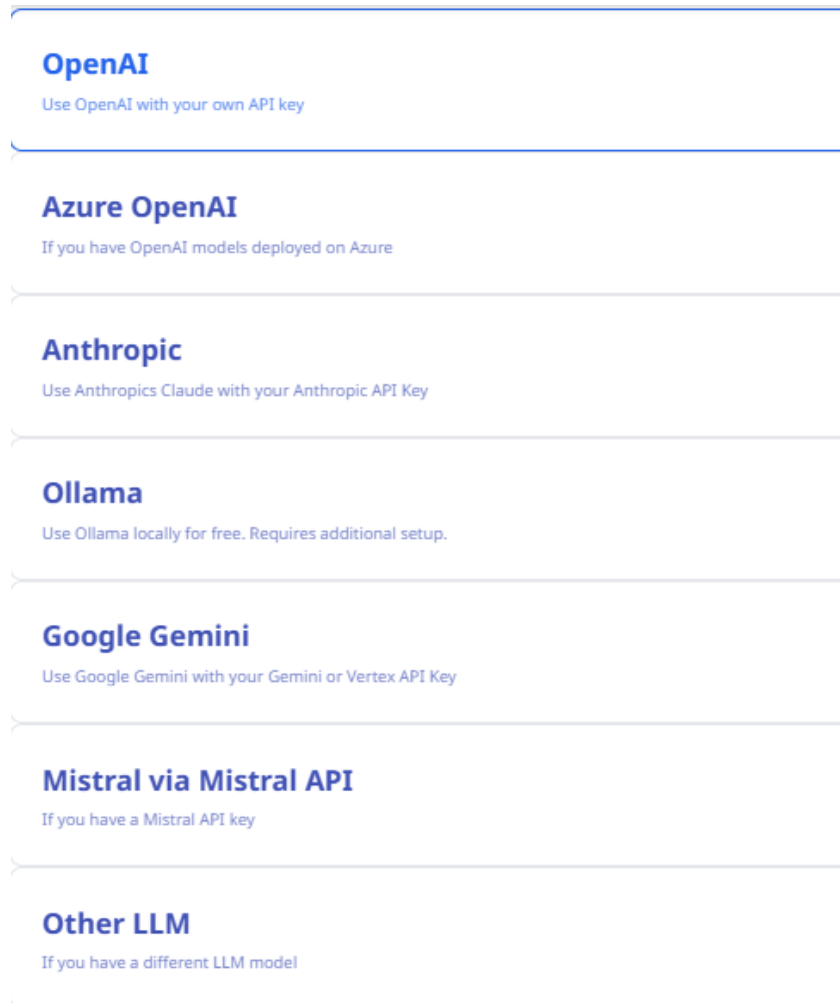 OpenAI
Use OpenAI with your own API key
Azure OpenAI
If you have OpenAI models deployed on Azure
Anthropic
Use Anthropics Claude with your Anthropic API Key
Ollama
Use Ollama locally for free. Requires additional setup.
Google Gemini
Use Google Gemini with your Gemini or Vertex API Key
Mistral via Mistral API
If you have a Mistral API key
Other LLM
If you have a different LLM model